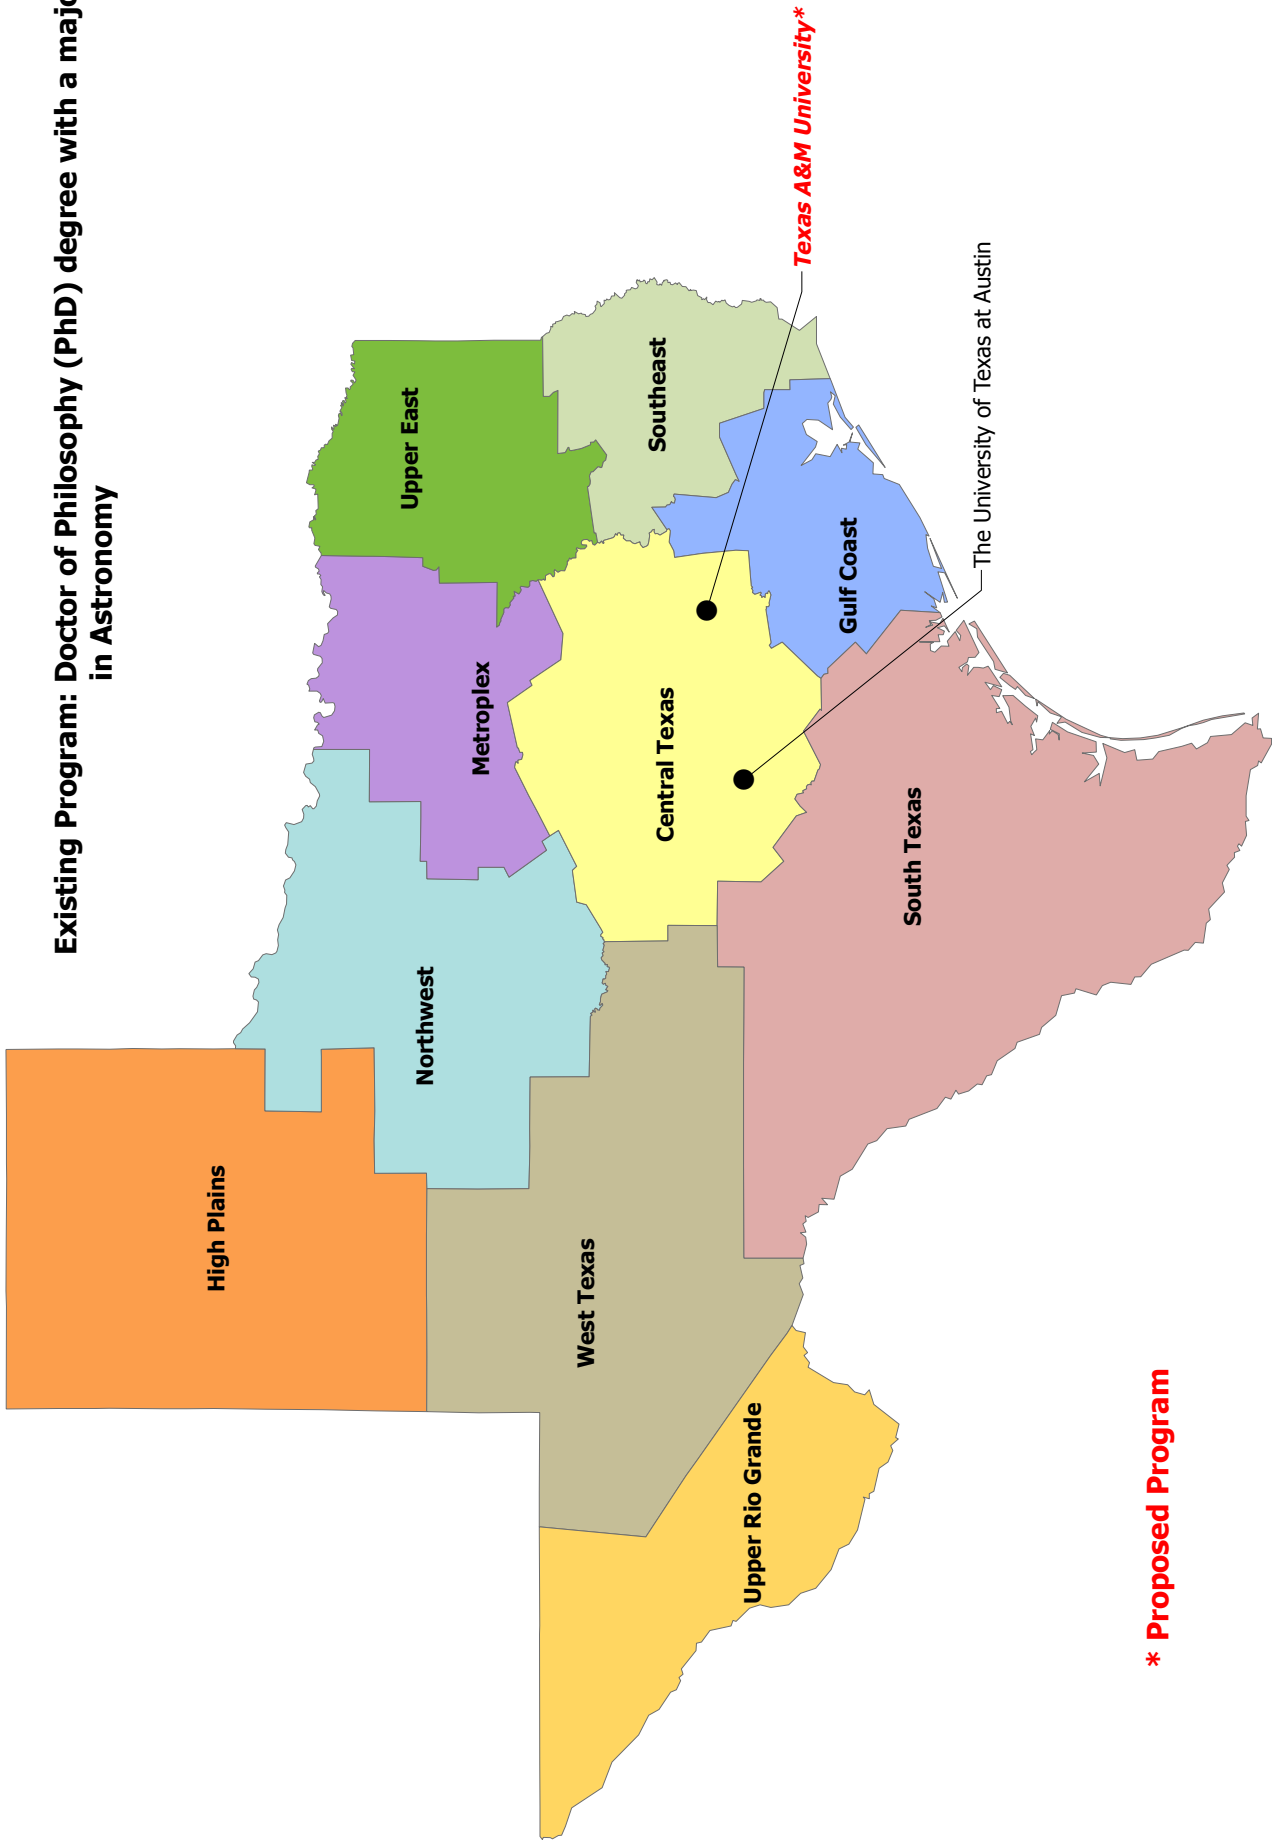 Existing Program: Doctor of Philosophy (PhD) degree with a
in Astronomy
High Plains
Northwest
Metroplex
Upper East
Texas A&M University*
Southeast
Central Texas
West Texas
Upper Rio Grande
Gulf Coast
South Texas
The University of Texas at Austin
* Proposed Program